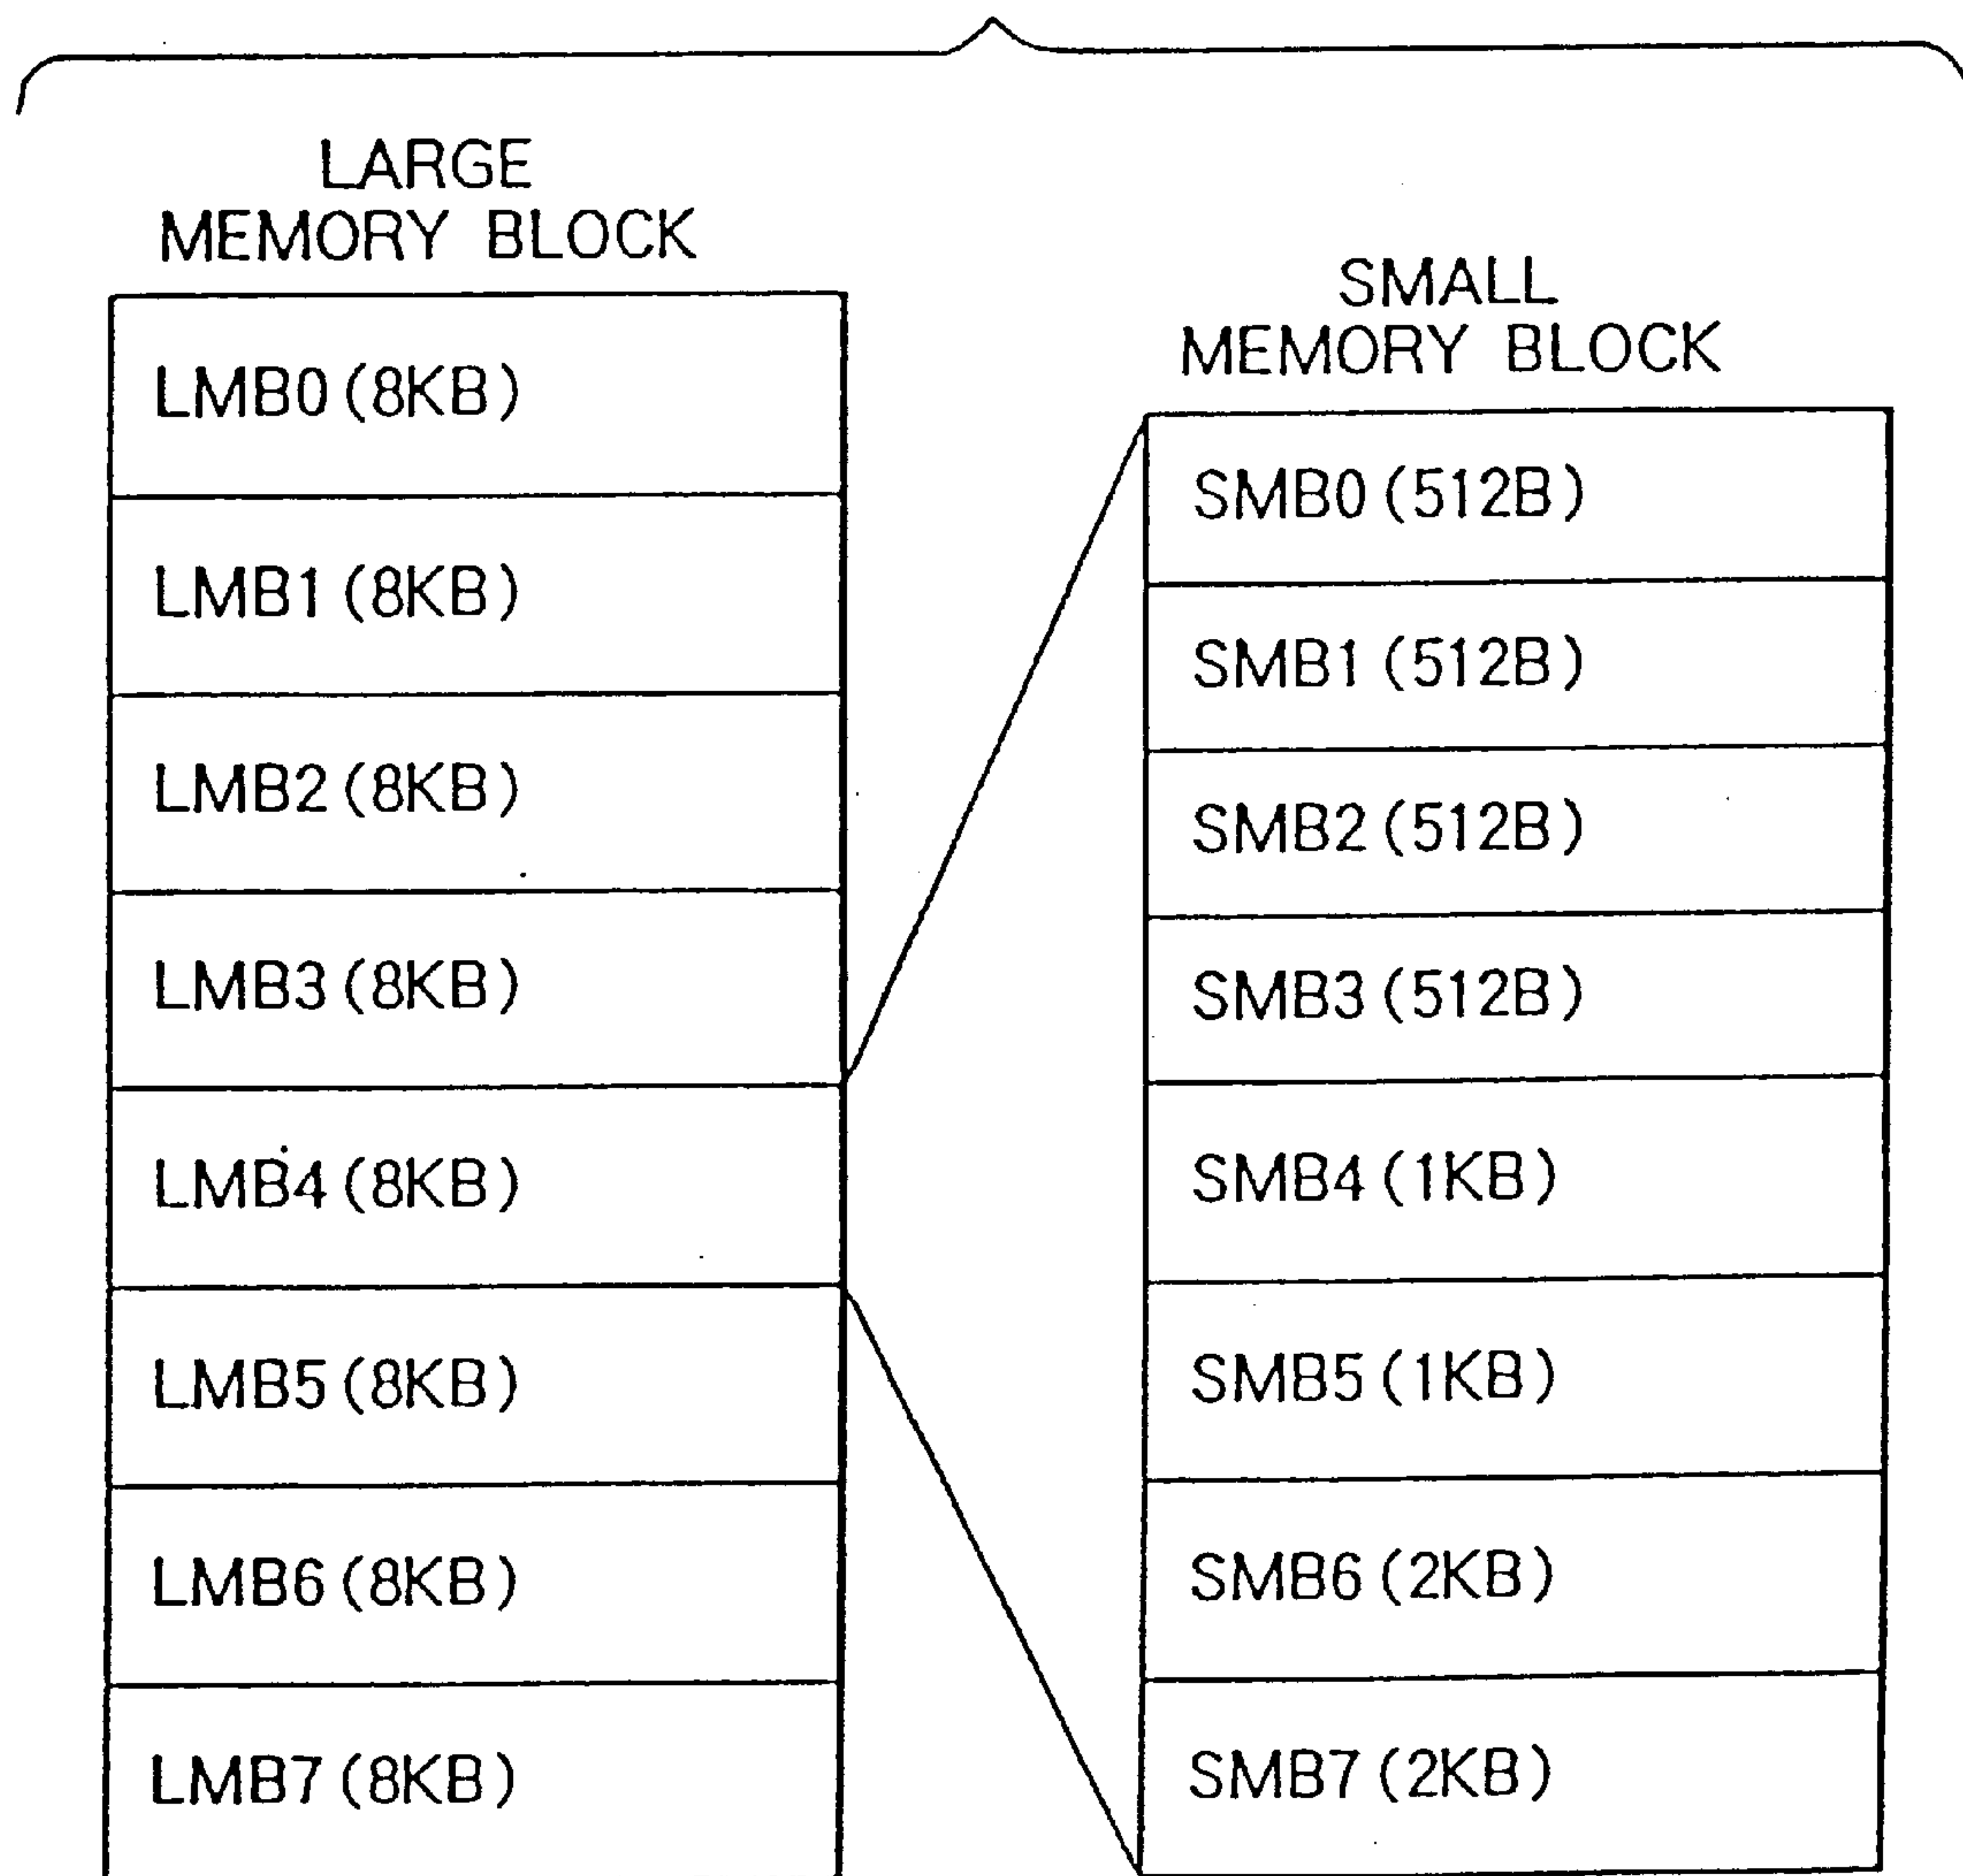 LARGE
MEMORY BLOCK
LMB0 (8KB)
LMB1 (8KB)
LMB2 (8KB)
LMB3 (8KB)
LMB4 (8KB)
LMB5 (8KB)
LMB6 (8KB)
LMB7 (8KB)
SMALL
MEMORY BLOCK
SMB0 (512B)
SMB1 (512B)
SMB2 (512B)
SMB3 (512B)
SMB4 (1KB)
SMB5 (1KB)
SMB6 (2KB)
SMB7 (2KB)